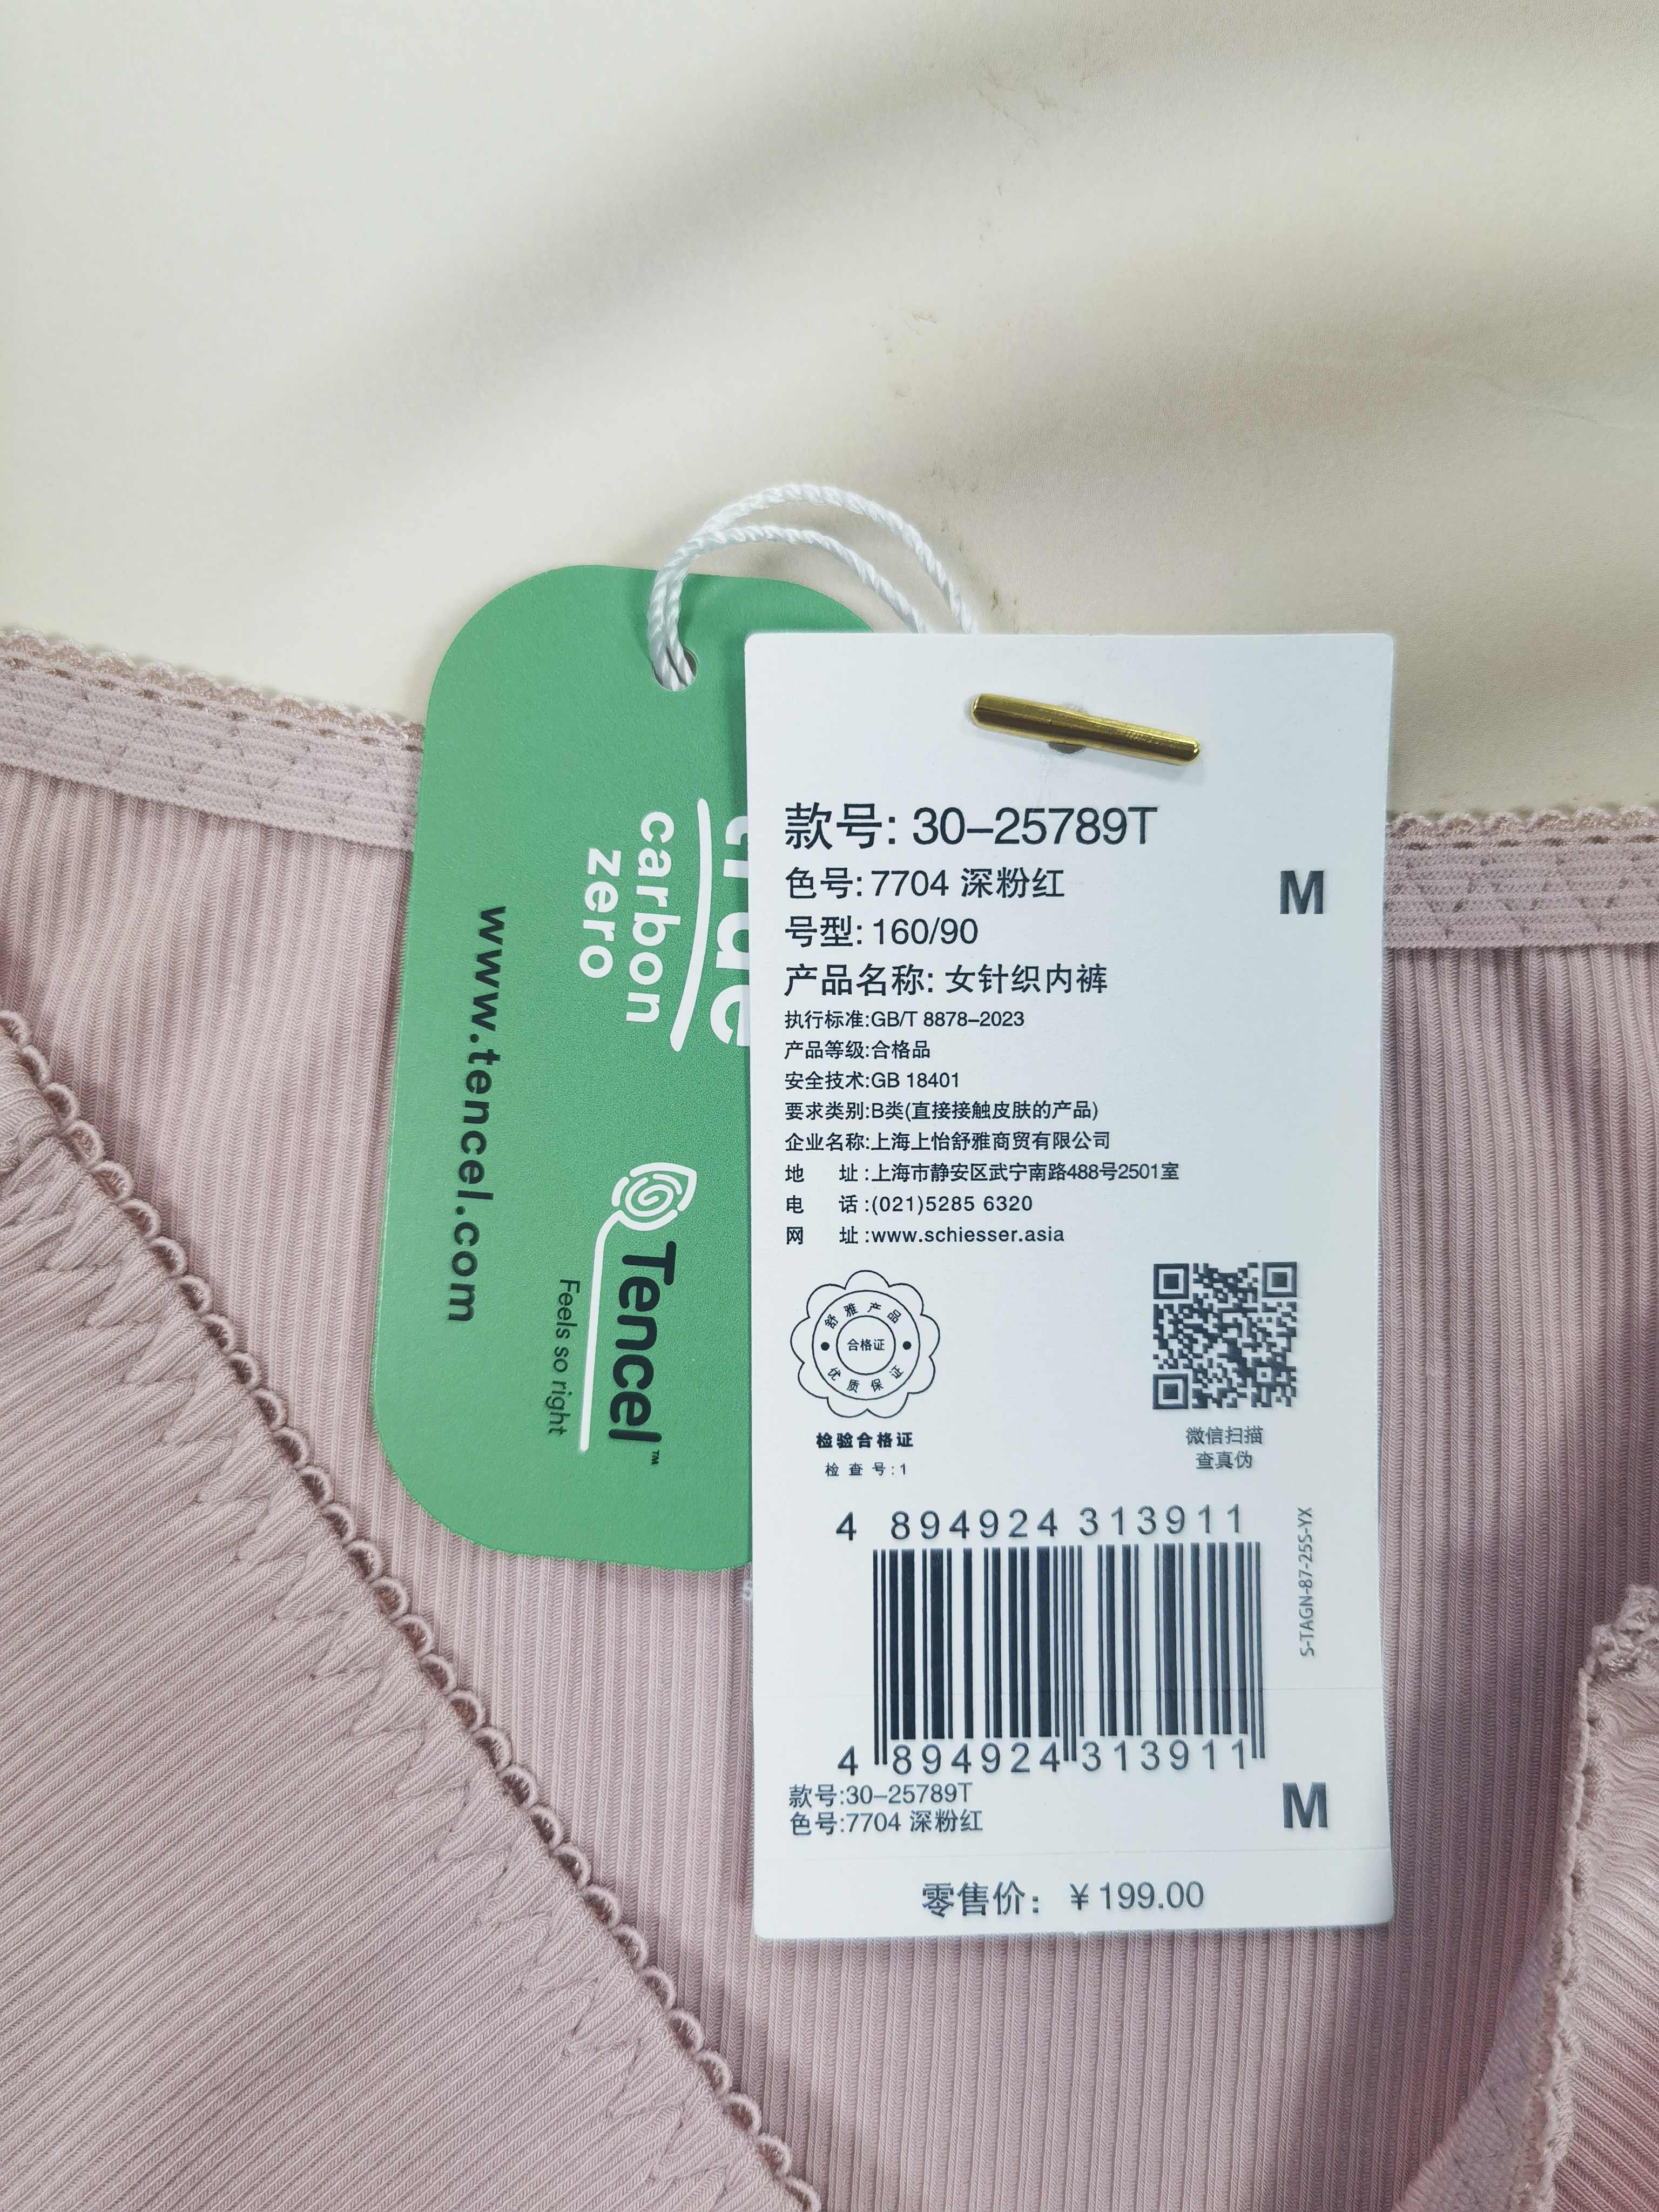 true
carbon
zero
www.tencel.com
Tencel™
Feels so right
款号: 30-25789T
色号: 7704 深粉红
M
号型: 160/90
产品名称: 女针织内裤
执行标准:GB/T 8878-2023
产品等级:合格品
安全技术:GB 18401
要求类别:B类(直接接触皮肤的产品)
企业名称:上海上怡舒雅商贸有限公司
地 址:上海市静安区武宁南路488号2501室
电 话:(021)5285 6320
网 址:www.schiesser.asia
舒雅产品
合格证
优质保证
检验合格证
检 查 号:1
微信扫描
查真伪
4 894924 313911
S-TAGN-87-25S-YX
4 894924 313911
款号:30-25789T
色号:7704 深粉红
M
零售价: ¥199.00